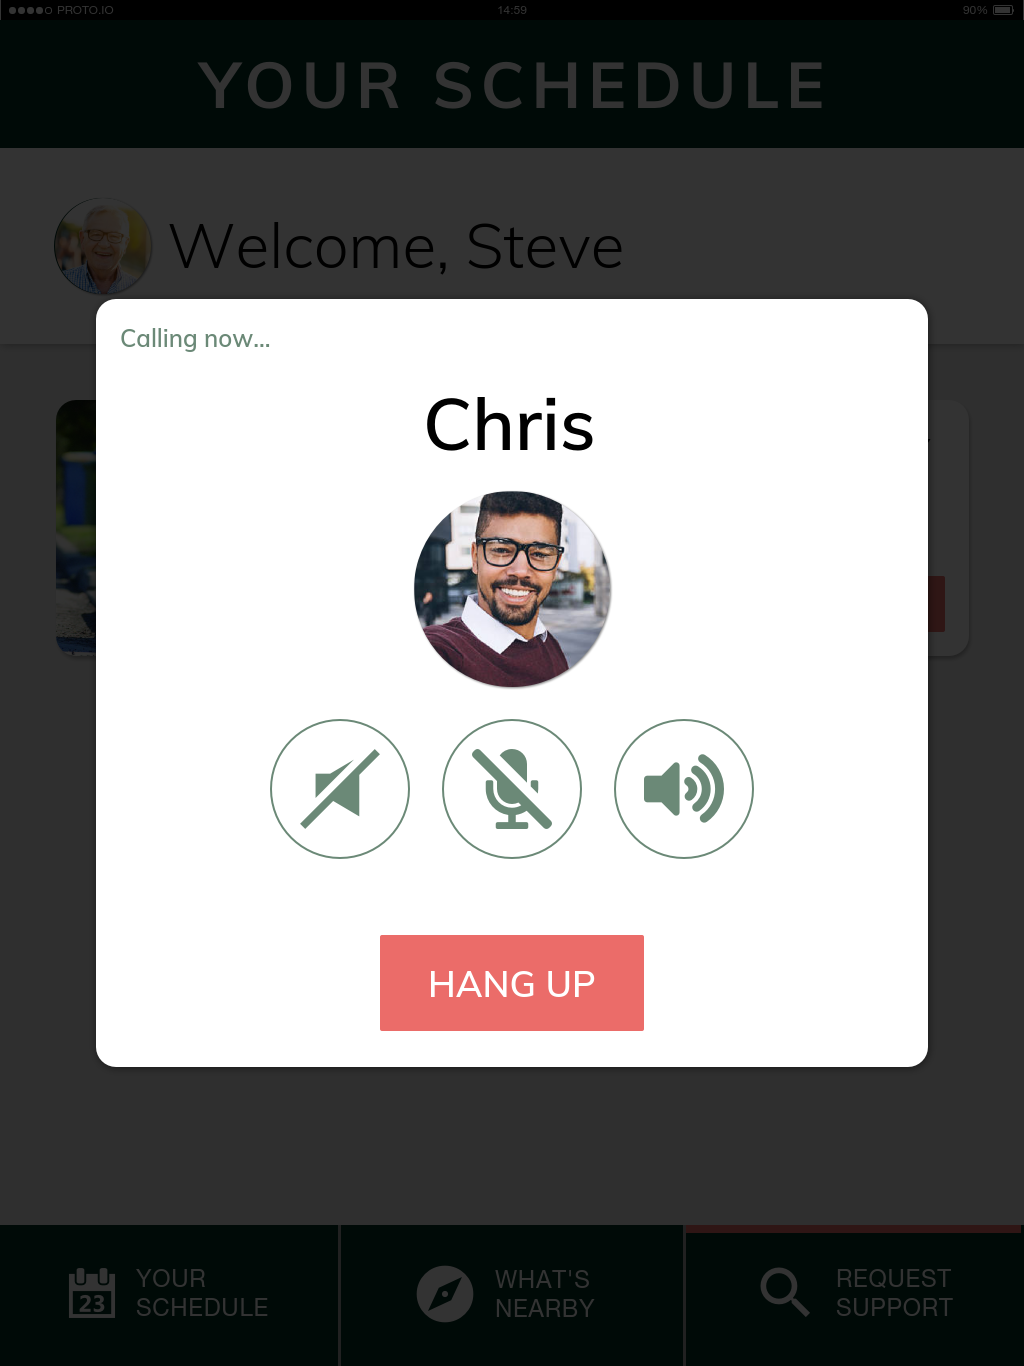 PROTO.IO 14:59 90%
YOUR SCHEDULE
Welcome, Steve
Calling now...
Chris
HANG UP
23
YOUR
SCHEDULE
WHAT'S
NEARBY
REQUEST
SUPPORT